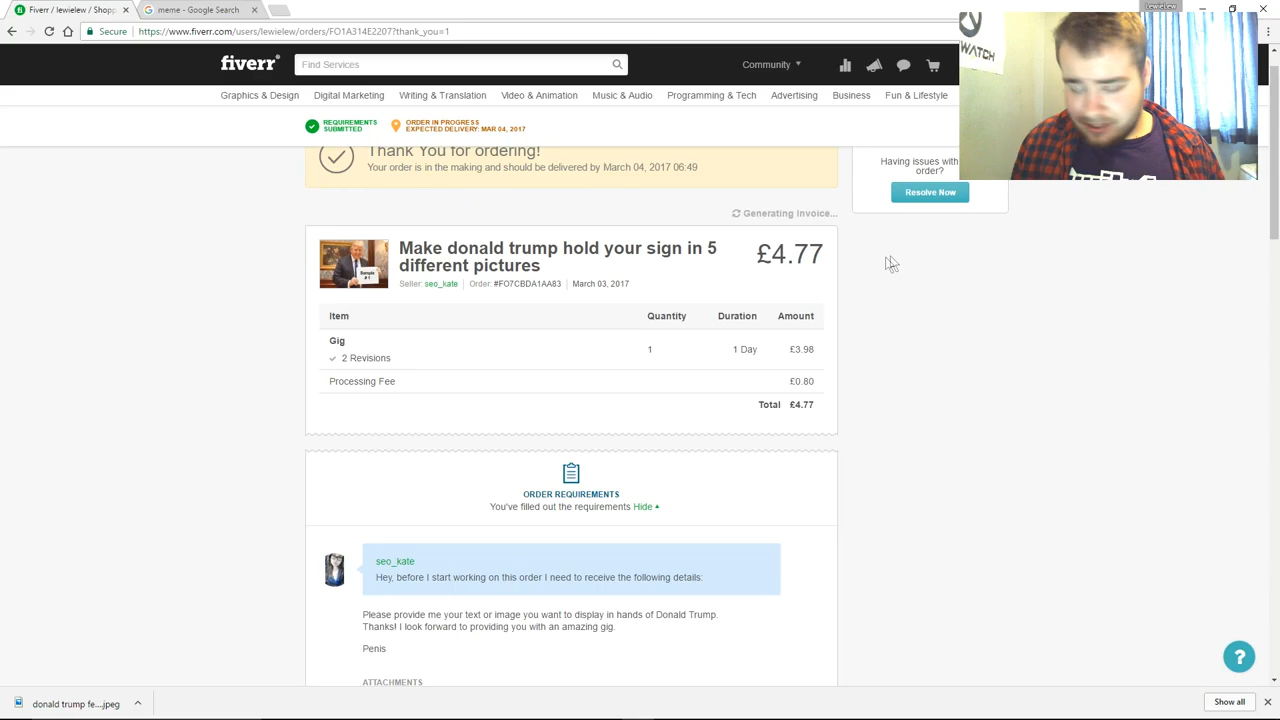 Fiverr / lewielew / Shopp
meme - Google Search
lewielew
Secure
https://www.fiverr.com/users/lewielew/orders/FO1A314E2207?thank_you=1
fiverr
Find Services
Community
Graphics & Design
Digital Marketing
Writing & Translation
Video & Animation
Music & Audio
Programming & Tech
Advertising
Business
Fun & Lifestyle
REQUIREMENTS
SUBMITTED
ORDER IN PROGRESS
EXPECTED DELIVERY: MAR 04, 2017
Thank You for ordering!
Your order is in the making and should be delivered by March 04, 2017 06:49
Having issues with
order?
Resolve Now
Generating Invoice...
Make donald trump hold your sign in 5
different pictures
£4.77
Seller: seo_kate
Order: #FO7CBDA1AA83
March 03, 2017
Item Quantity Duration Amount
Gig
2 Revisions
1 1 Day £3.98
Processing Fee £0.80
Total £4.77
ORDER REQUIREMENTS
You've filled out the requirements Hide
seo_kate
Hey, before I start working on this order I need to receive the following details:
Please provide me your text or image you want to display in hands of Donald Trump.
Thanks! I look forward to providing you with an amazing gig.
Penis
ATTACHMENTS
?
donald trump fe....jpeg
Show all